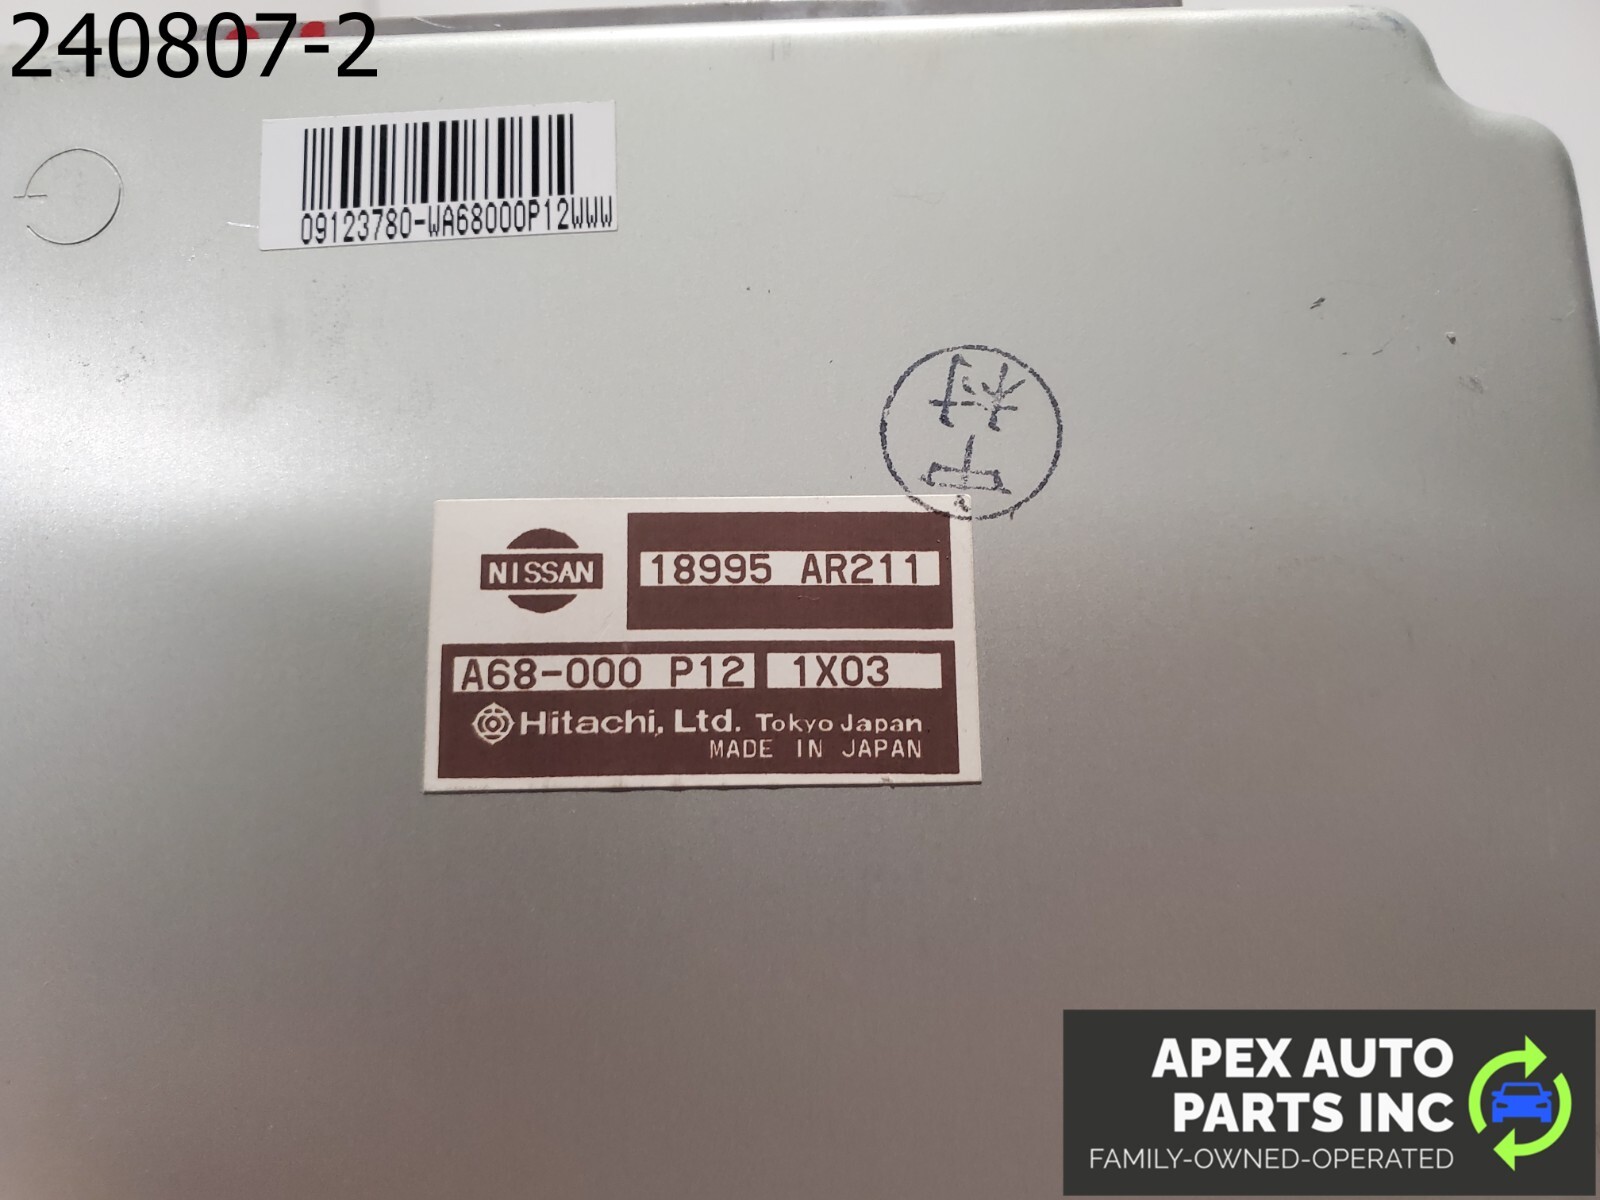 240807-2
09123780-WA68000P12WWW
NISSAN
18995 AR211
A68-000 P12
1X03
Hitachi, Ltd. Tokyo Japan
MADE IN JAPAN
APEX AUTO
PARTS INC
FAMILY-OWNED-OPERATED